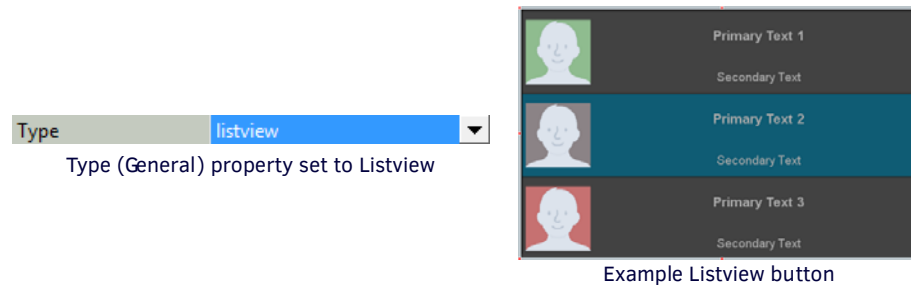 Primary Text 1
Secondary Text
Type listview
Primary Text 2
Type (General) property set to Listview
Secondary Text
Primary Text 3
Secondary Text
Example Listview button